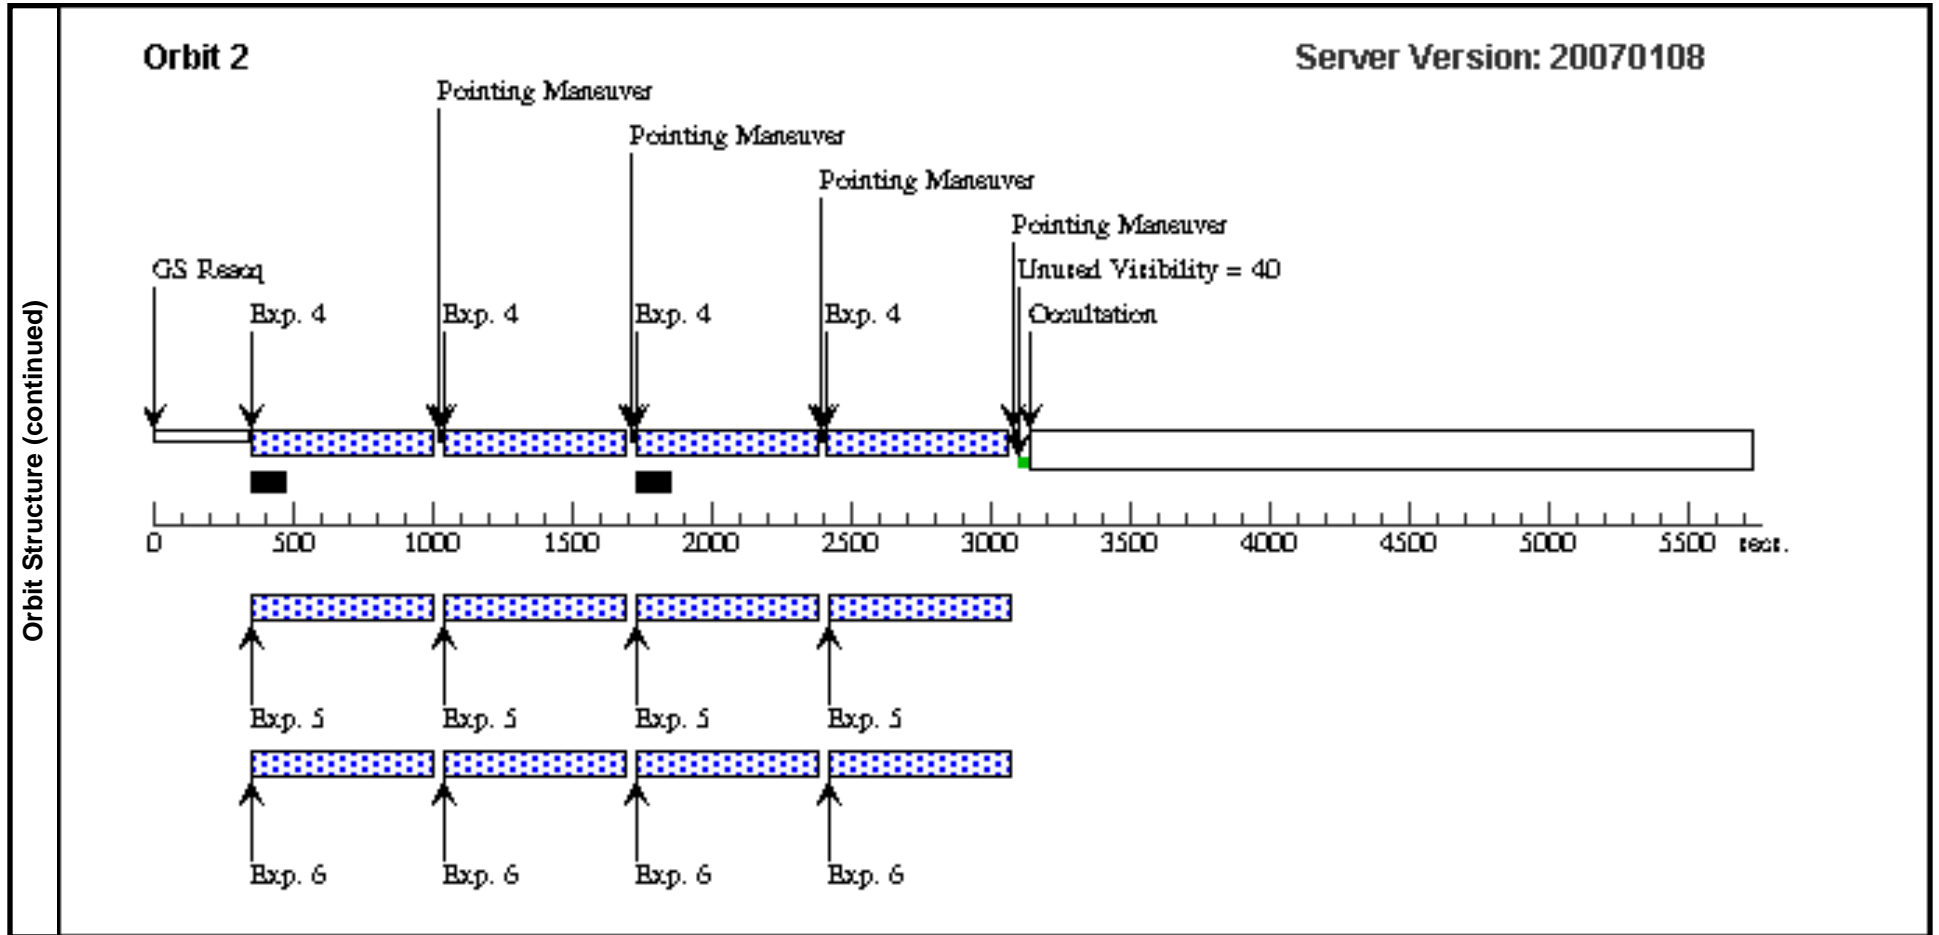 Orbit 2
Server Version: 20070108
Pointing Maneuver
Pointing Maneuver
Pointing Maneuver
Pointing Maneuver
GS Reacq
Unused Visibility = 40
Exp. 4
Exp. 4
Exp. 4
Exp. 4
Occultation
0 500 1000 1500 2000 2500 3000 3500 4000 4500 5000 5500 secs.
Exp. 5
Exp. 5
Exp. 5
Exp. 5
Exp. 6
Exp. 6
Exp. 6
Exp. 6
Orbit Structure (continued)